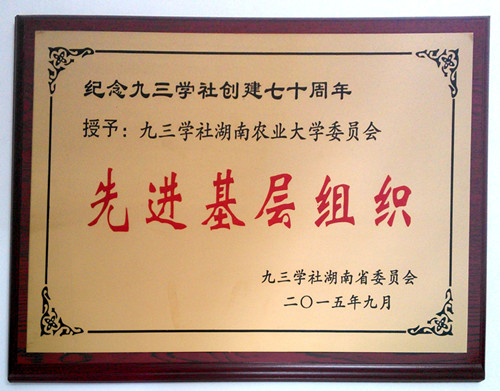 纪念九三学社创建七十周年
授予：九三学社湖南农业大学委员会
先进基层组织
九三学社湖南省委员会
二〇一五年九月